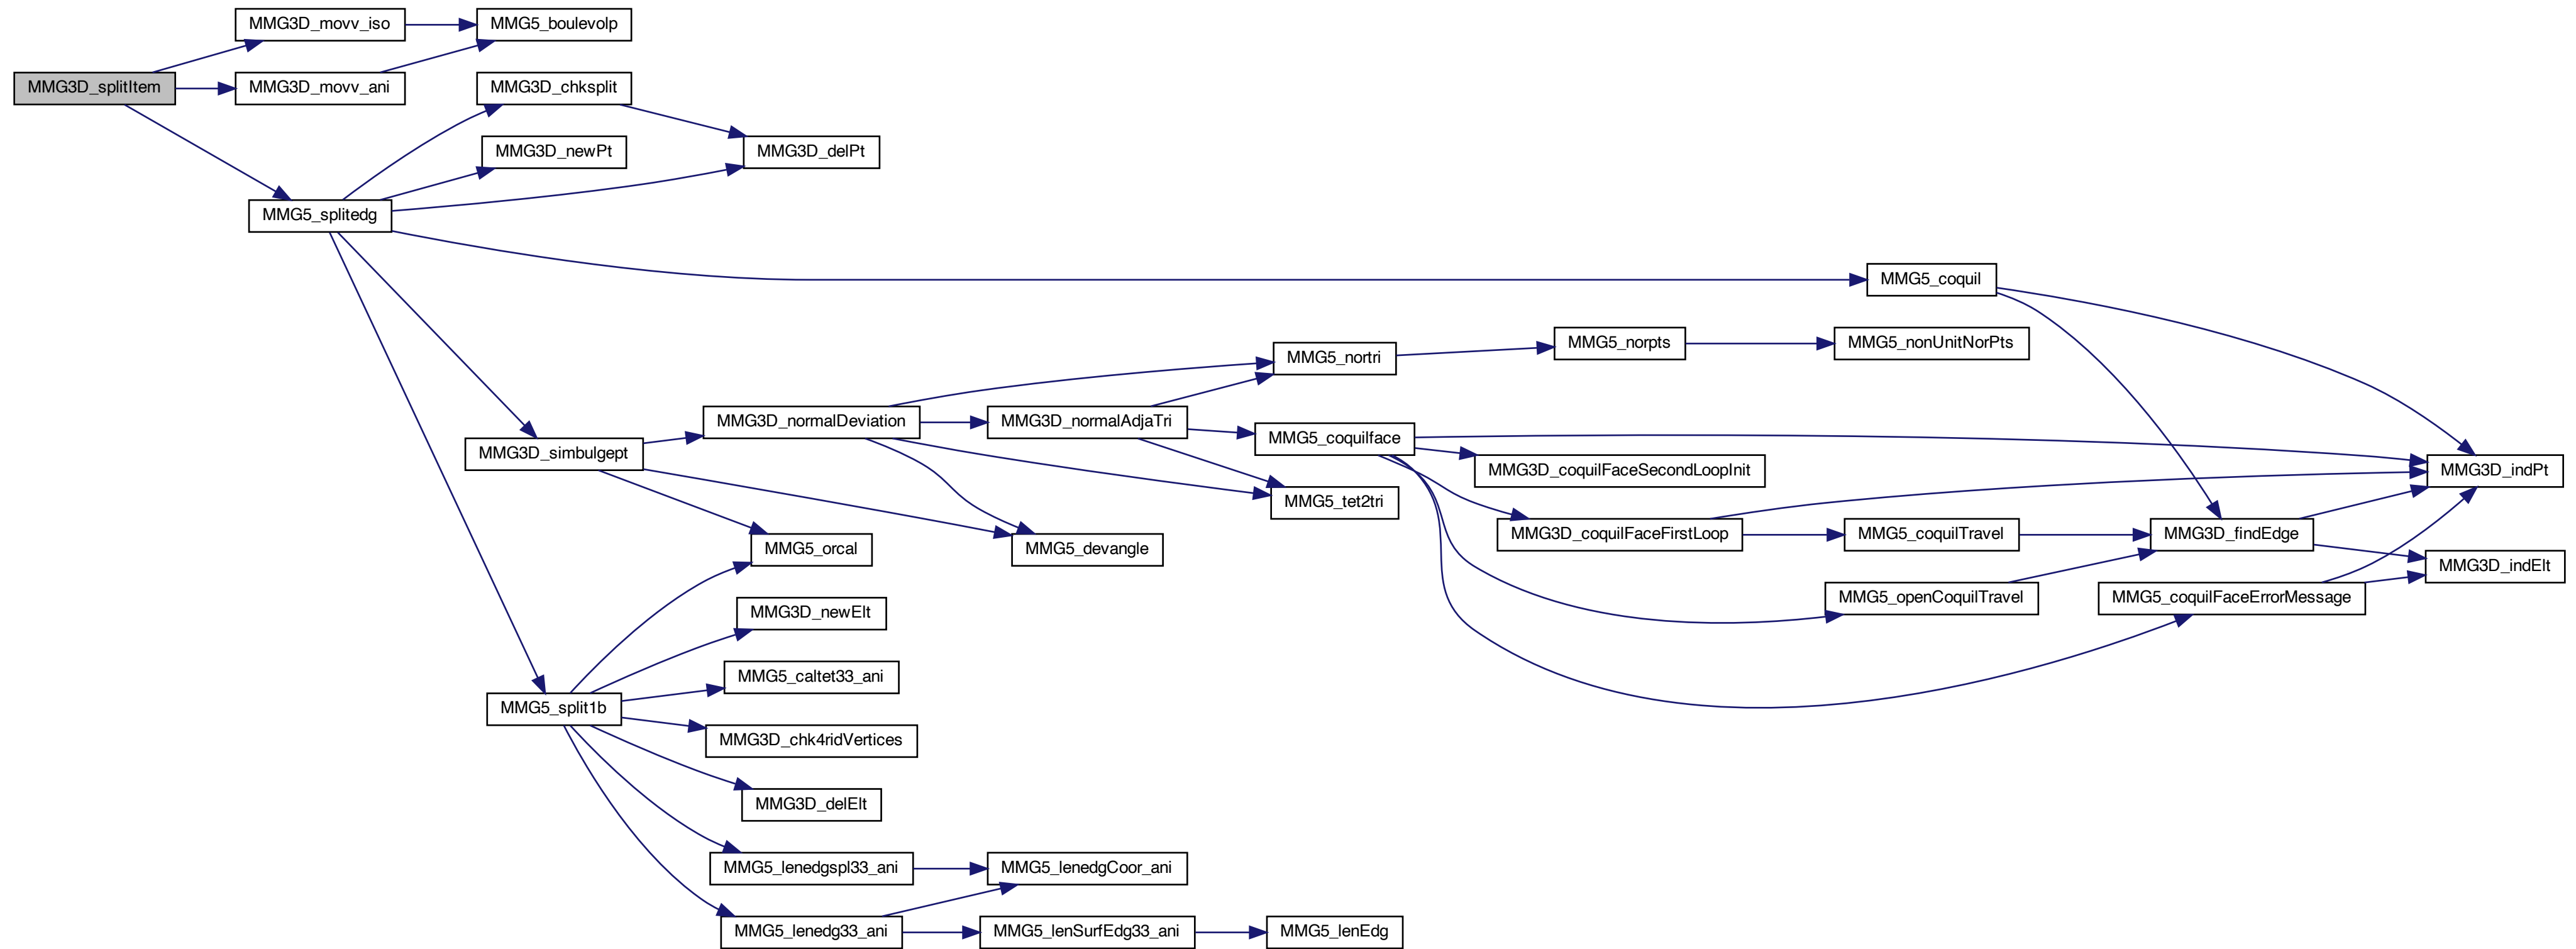 MMG3D_splitItem
MMG3D_movv_iso
MMG5_boulevolp
MMG3D_movv_ani
MMG5_splitedg
MMG3D_chksplit
MMG3D_newPt
MMG3D_delPt
MMG5_coquil
MMG3D_simbulgept
MMG3D_normalDeviation
MMG3D_normalAdjaTri
MMG5_nortri
MMG5_norpts
MMG5_nonUnitNorPts
MMG5_coquilface
MMG3D_coquilFaceSecondLoopInit
MMG5_tet2tri
MMG3D_coquilFaceFirstLoop
MMG5_coquilTravel
MMG5_openCoquilTravel
MMG3D_findEdge
MMG5_coquilFaceErrorMessage
MMG3D_indPt
MMG3D_indElt
MMG5_orcal
MMG5_devangle
MMG5_split1b
MMG3D_newElt
MMG5_caltet33_ani
MMG3D_chk4ridVertices
MMG3D_delElt
MMG5_lenedgspl33_ani
MMG5_lenedgCoor_ani
MMG5_lenedg33_ani
MMG5_lenSurfEdg33_ani
MMG5_lenEdg